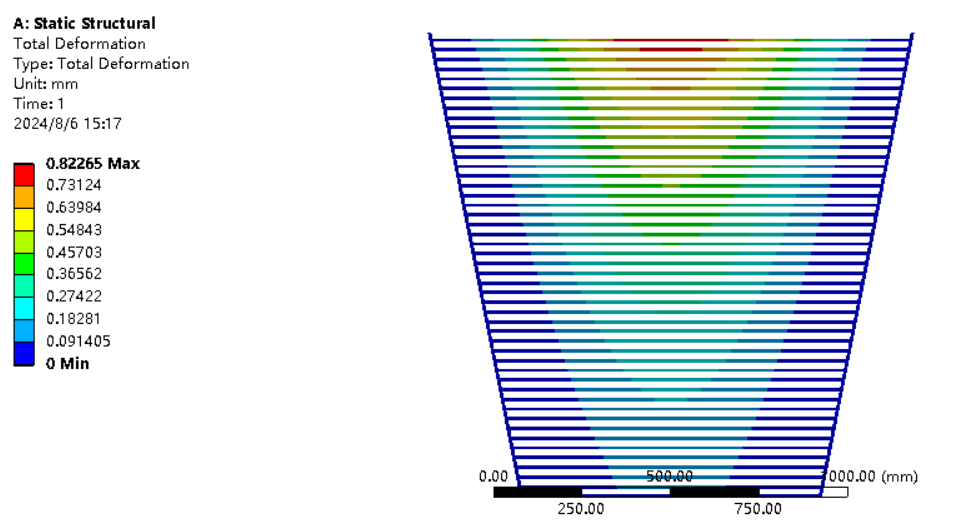 A: Static Structural
Total Deformation
Type: Total Deformation
Unit: mm
Time: 1
2024/8/6 15:17
0.82265 Max
0.73124
0.63984
0.54843
0.45703
0.36562
0.27422
0.18281
0.091405
0 Min
0.00 500.00 1000.00 (mm)
250.00 750.00